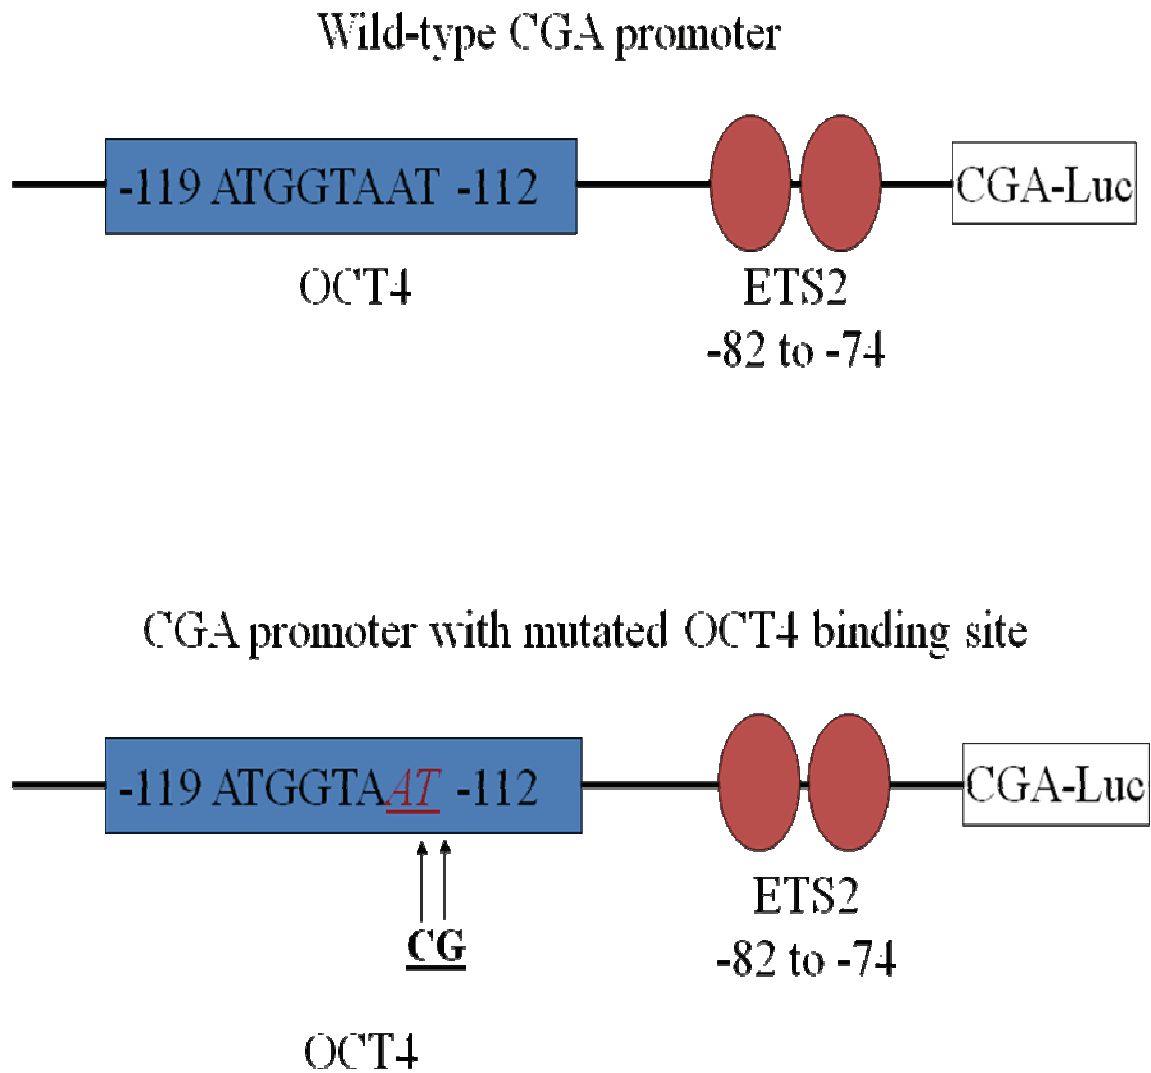 Wild-type CGA promoter
-119 ATGGTAAT -112
CGA-Luc
OCT4
ETS2
-82 to -74
CGA promoter with mutated OCT4 binding site
-119 ATGGTAAT -112
CGA-Luc
CG
ETS2
-82 to -74
OCT4